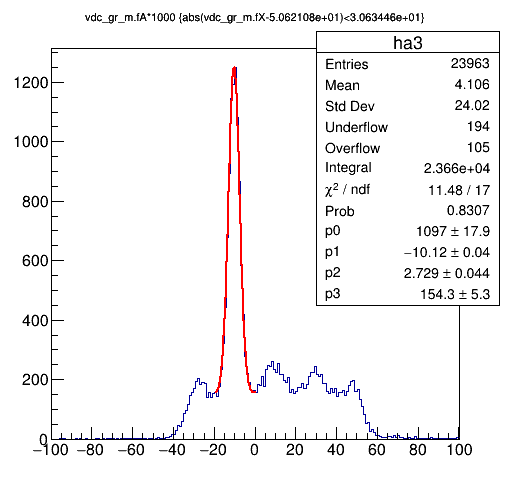 vdc_gr_m.fA*1000 {abs(vdc_gr_m.fX-5.062108e+01)<3.063446e+01}
ha3
Entries 23963
Mean 4.106
Std Dev 24.02
Underflow 194
Overflow 105
Integral 2.366e+04
χ² / ndf 11.48 / 17
Prob 0.8307
p0 1097 ± 17.9
p1 −10.12 ± 0.04
p2 2.729 ± 0.044
p3 154.3 ± 5.3
1200
1000
800
600
400
200
0
−100 −80 −60 −40 −20 0 20 40 60 80 100